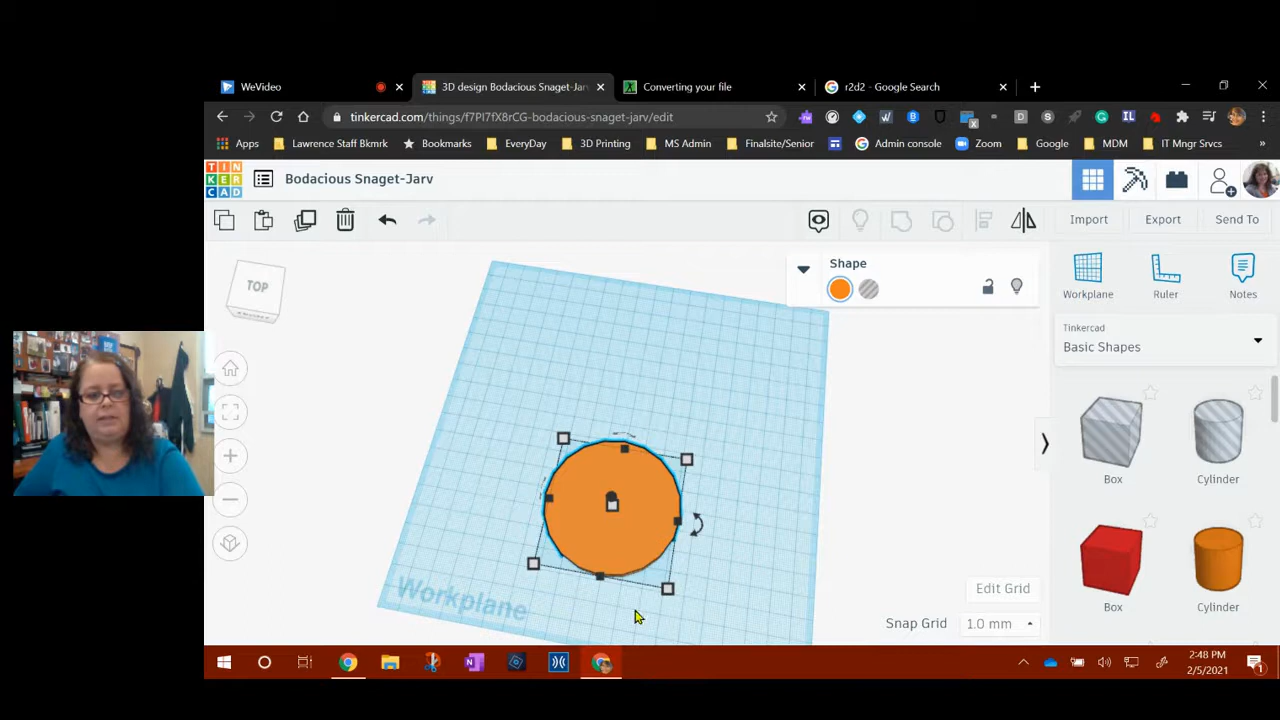 WeVideo
3D design Bodacious Snaget-Jar
Converting your file
r2d2 - Google Search
tinkercad.com/things/f7Pl7fX8rCG-bodacious-snaget-jarv/edit
Apps
Lawrence Staff Bkmrk
Bookmarks
EveryDay
3D Printing
MS Admin
Finalsite/Senior
Admin console
Zoom
Google
MDM
IT Mngr Srvcs
TIN
KER
CAD
Bodacious Snaget-Jarv
Import
Export
Send To
TOP
Shape
Workplane
Ruler
Notes
Tinkercad
Basic Shapes
Box
Cylinder
Box
Cylinder
Workplane
Edit Grid
Snap Grid
1.0 mm
2:48 PM
2/5/2021